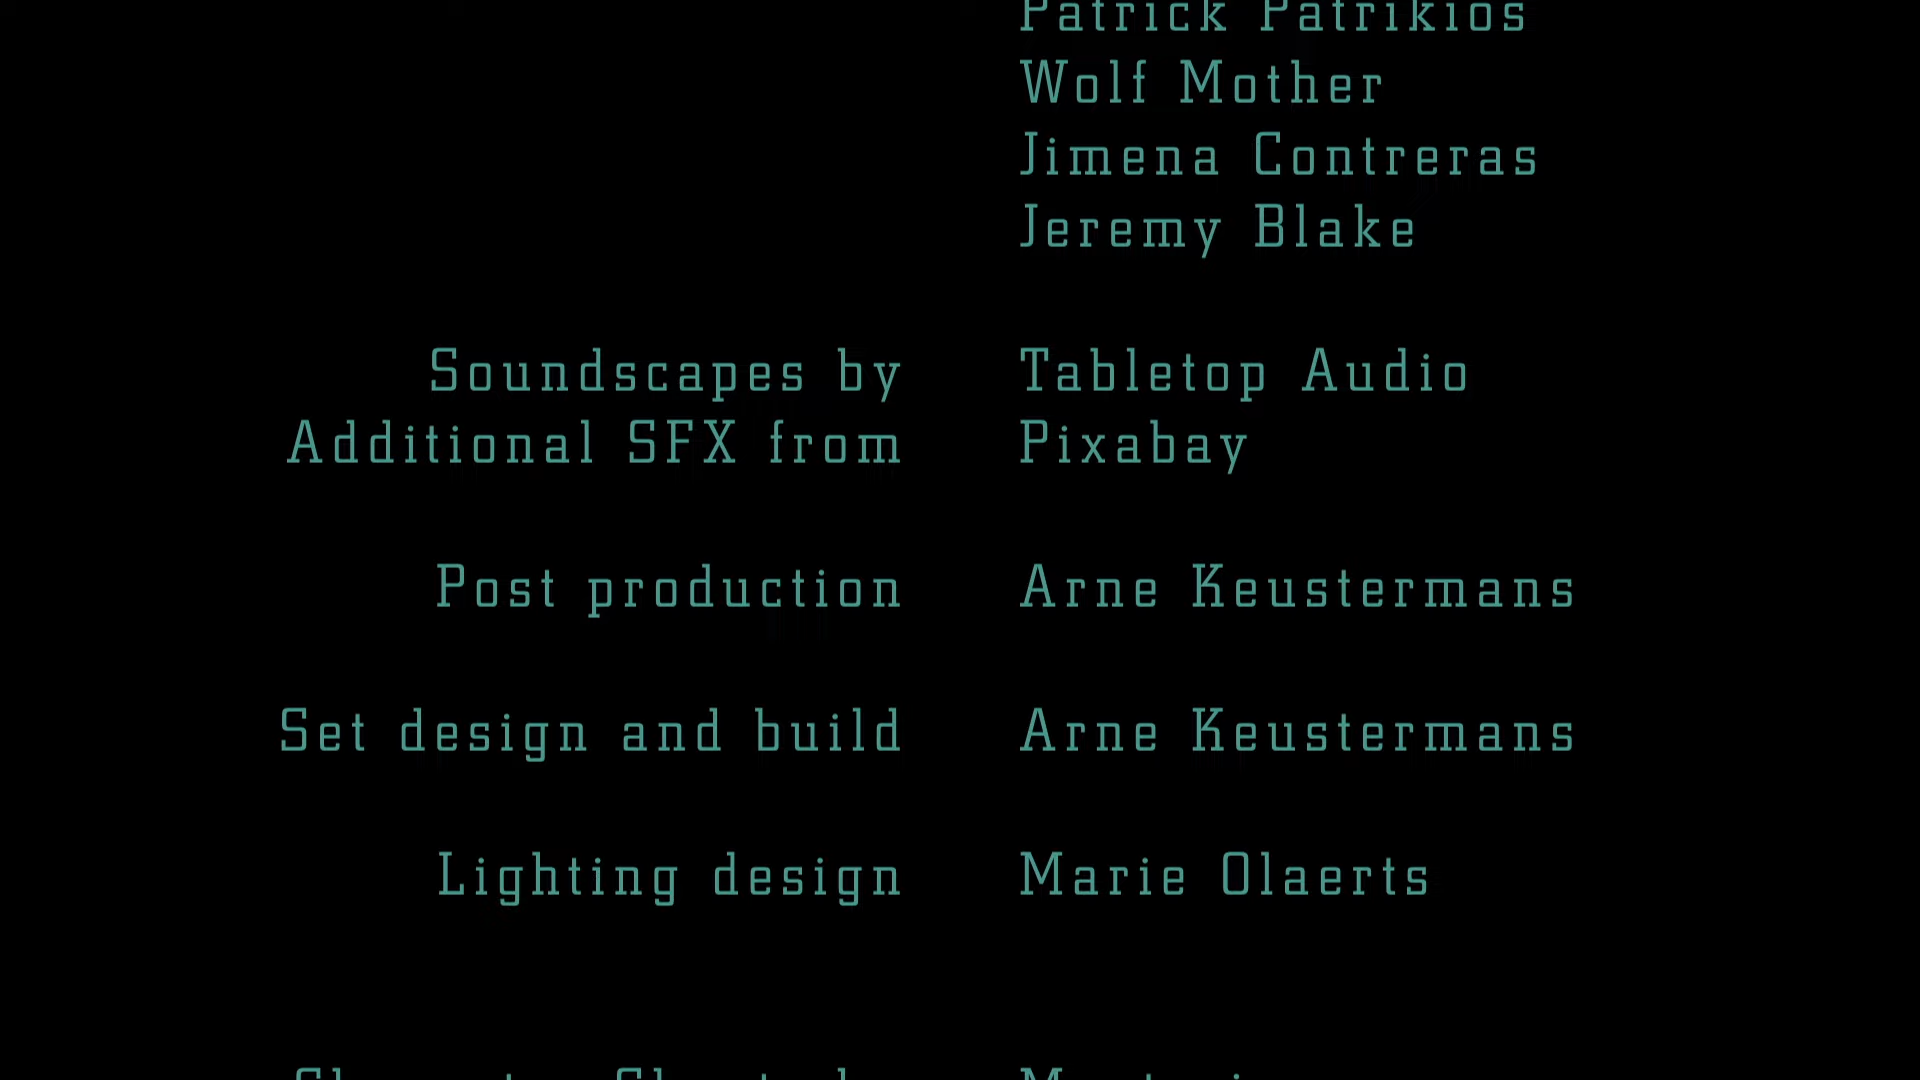 Patrick Patrikios
Wolf Mother
Jimena Contreras
Jeremy Blake
Soundscapes by Tabletop Audio
Additional SFX from Pixabay
Post production Arne Keustermans
Set design and build Arne Keustermans
Lighting design Marie Olaerts